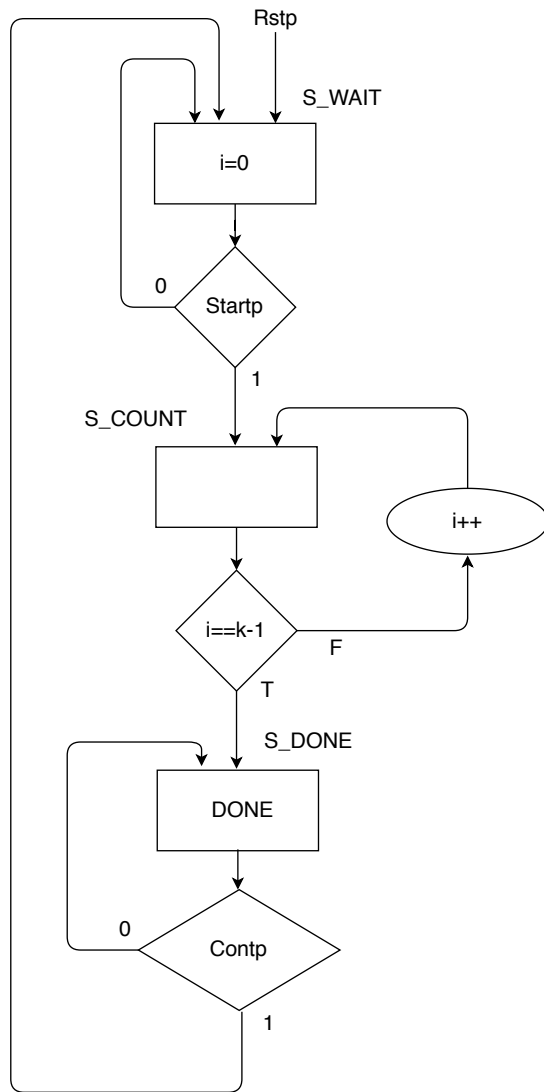 Rstp
S_WAIT
i=0
0
Startp
1
S_COUNT
i++
i==k-1
F
T
S_DONE
DONE
0
Contp
1